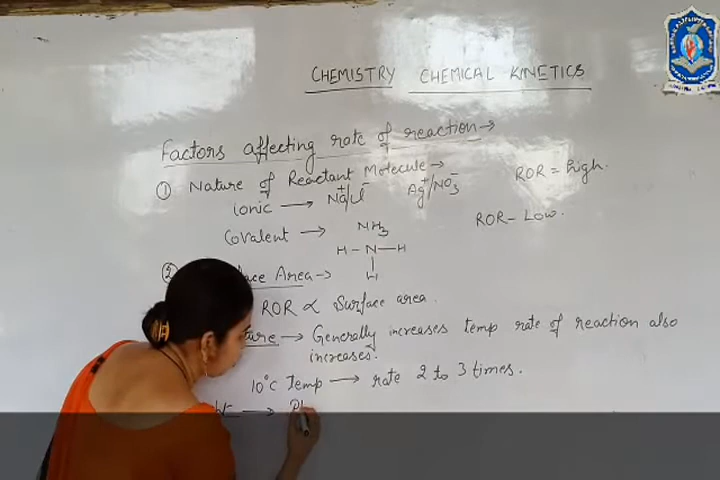 CHEMISTRY CHEMICAL KINETICS
Factors affecting rate of reaction →
① Nature of Reactant Molecule →
ionic → Na⁺/Cl⁻ Ag⁺/NO₃⁻ ROR = high.
Covalent → NH₃ ROR - Low.
H - N - H
H
② Area →
ROR ∝ Surface area.
→ Generally increases temp rate of reaction also
increases.
10°C temp → rate 2 to 3 times.
→